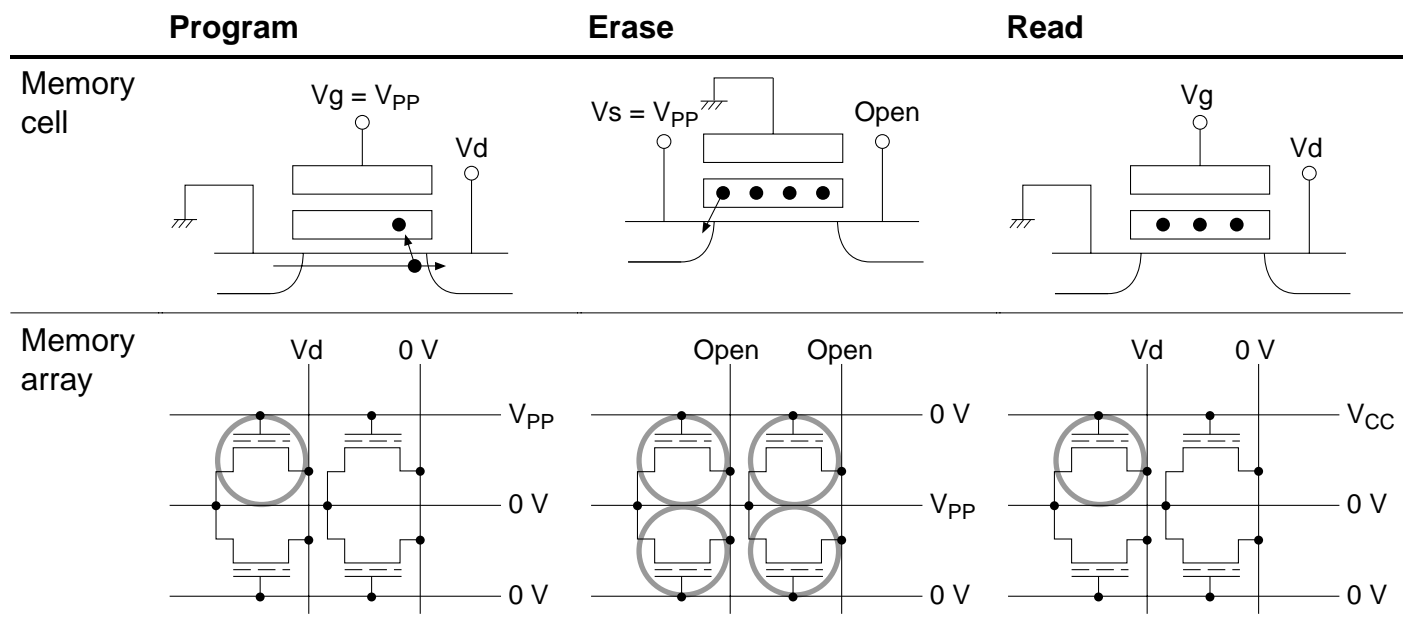 Program Erase Read
Memory
cell
Vg = VPP
Vd
Vs = VPP
Open
Vg
Vd
Memory
array
Vd 0 V
VPP
0 V
0 V
Open Open
0 V
VPP
0 V
Vd 0 V
VCC
0 V
0 V